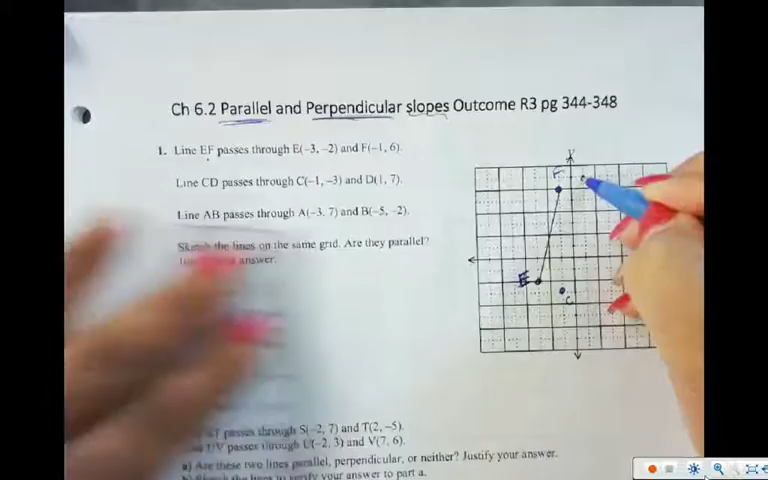 Ch 6.2 Parallel and Perpendicular slopes Outcome R3 pg 344-348
1. Line EF passes through E(−3, −2) and F(−1, 6).
Line CD passes through C(−1, −3) and D(1, 7).
Line AB passes through A(−3, 7) and B(−5, −2).
Sketch the lines on the same grid. Are they parallel?
answer.
Y
F
E
C
passes through S(−2, 7) and T(2, −5).
UV passes through U(−2, 3) and V(7, 6).
a) Are these two lines parallel, perpendicular, or neither? Justify your answer.
b) Sketch the lines to verify your answer to part a.